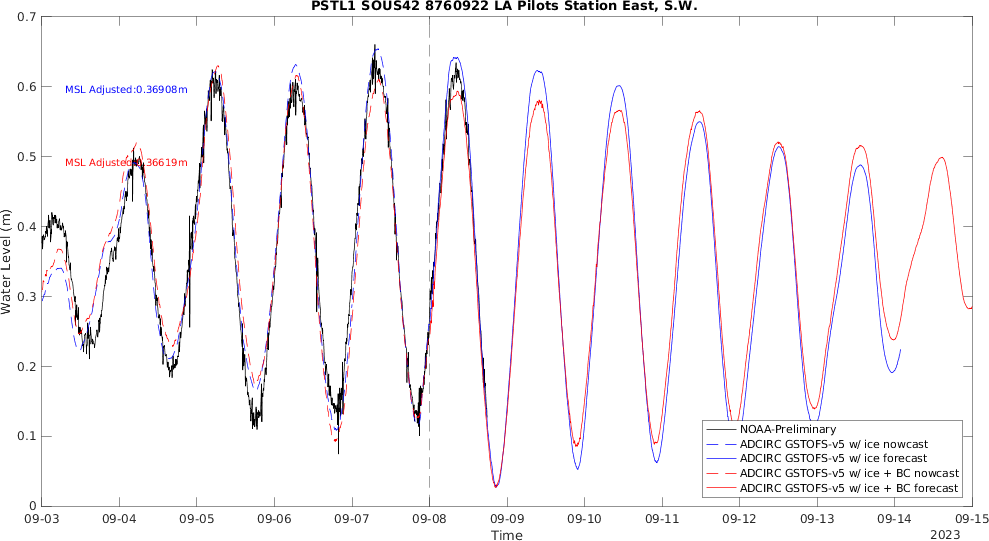 PSTL1 SOUS42 8760922 LA Pilots Station East, S.W.
0.7
0.6
0.5
0.4
0.3
0.2
0.1
0
Water Level (m)
MSL Adjusted:0.36908m
MSL Adjusted:0.36619m
NOAA-Preliminary
ADCIRC GSTOFS-v5 w/ ice nowcast
ADCIRC GSTOFS-v5 w/ ice forecast
ADCIRC GSTOFS-v5 w/ ice + BC nowcast
ADCIRC GSTOFS-v5 w/ ice + BC forecast
09-03 09-04 09-05 09-06 09-07 09-08 09-09 09-10 09-11 09-12 09-13 09-14 09-15
Time
2023